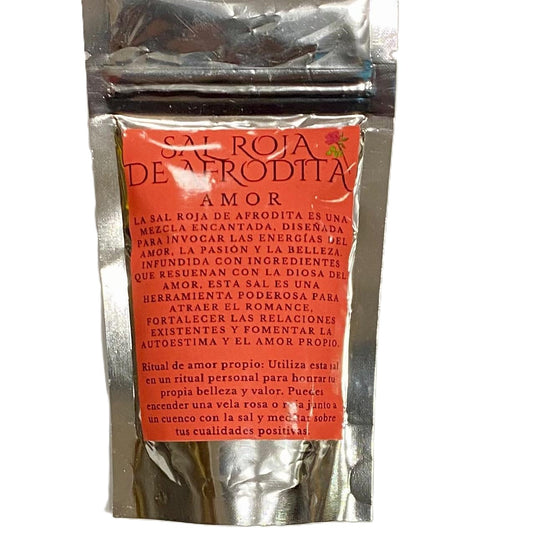 SAL ROJA
DE AFRODITA
AMOR
LA SAL ROJA DE AFRODITA ES UNA
MEZCLA ENCANTADA, DISEÑADA
PARA INVOCAR LAS ENERGÍAS DEL
AMOR, LA PASIÓN Y LA BELLEZA.
INFUNDIDA CON INGREDIENTES
QUE RESUENAN CON LA DIOSA DEL
AMOR, ESTA SAL ES UNA
HERRAMIENTA PODEROSA PARA
ATRAER EL ROMANCE,
FORTALECER LAS RELACIONES
EXISTENTES Y FOMENTAR LA
AUTOESTIMA Y EL AMOR PROPIO.
Ritual de amor propio: Utiliza esta sal
en un ritual personal para honrar tu
propia belleza y valor. Puedes
encender una vela rosa o roja junto a
un cuenco con la sal y meditar sobre
tus cualidades positivas.